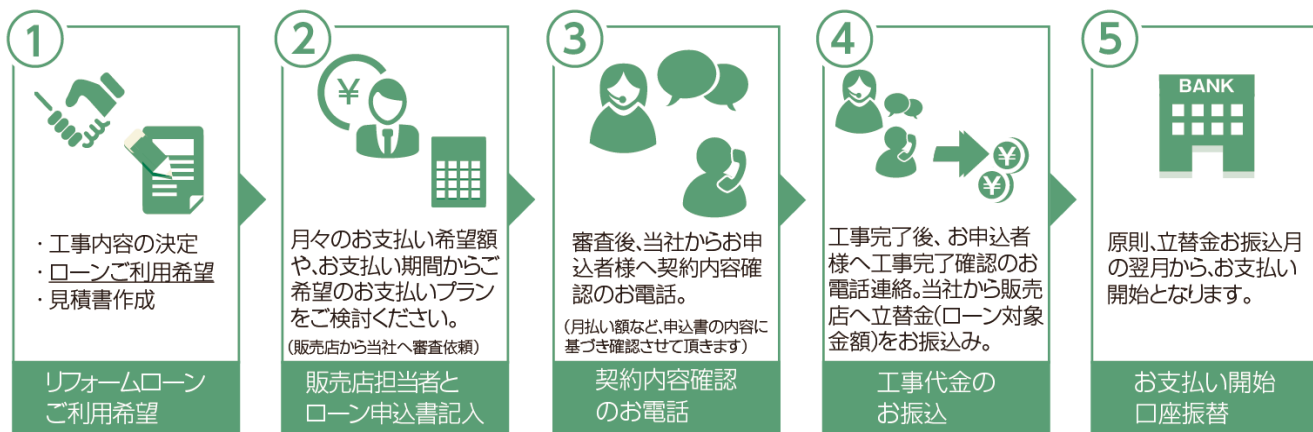 1
・工事内容の決定
・ローンご利用希望
・見積書作成
リフォームローン
ご利用希望
2
¥
月々のお支払い希望額
や、お支払い期間からご
希望のお支払いプラン
をご検討ください。
(販売店から当社へ審査依頼)
販売店担当者と
ローン申込書記入
3
審査後、当社からお申
込者様へ契約内容確
認のお電話。
(月払い額など、申込書の内容に
基づき確認させて頂きます)
契約内容確認
のお電話
4
¥
¥
工事完了後、お申込者
様へ工事完了確認のお
電話連絡。当社から販売
店へ立替金(ローン対象
金額)をお振込み。
工事代金の
お振込
5
BANK
原則、立替金お振込月
の翌月から、お支払い
開始となります。
お支払い開始
口座振替